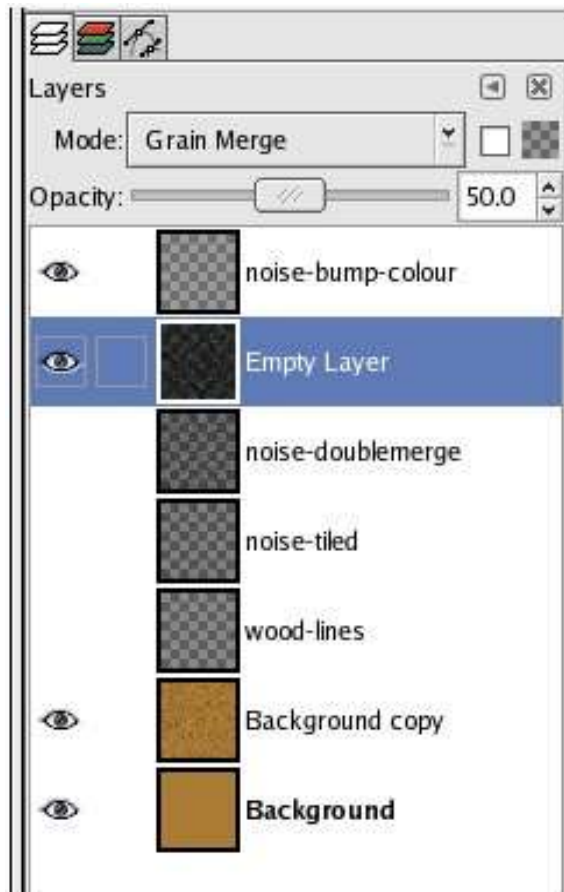 Layers
Mode: Grain Merge
Opacity: 50.0
noise-bump-colour
Empty Layer
noise-doublemerge
noise-tiled
wood-lines
Background copy
Background